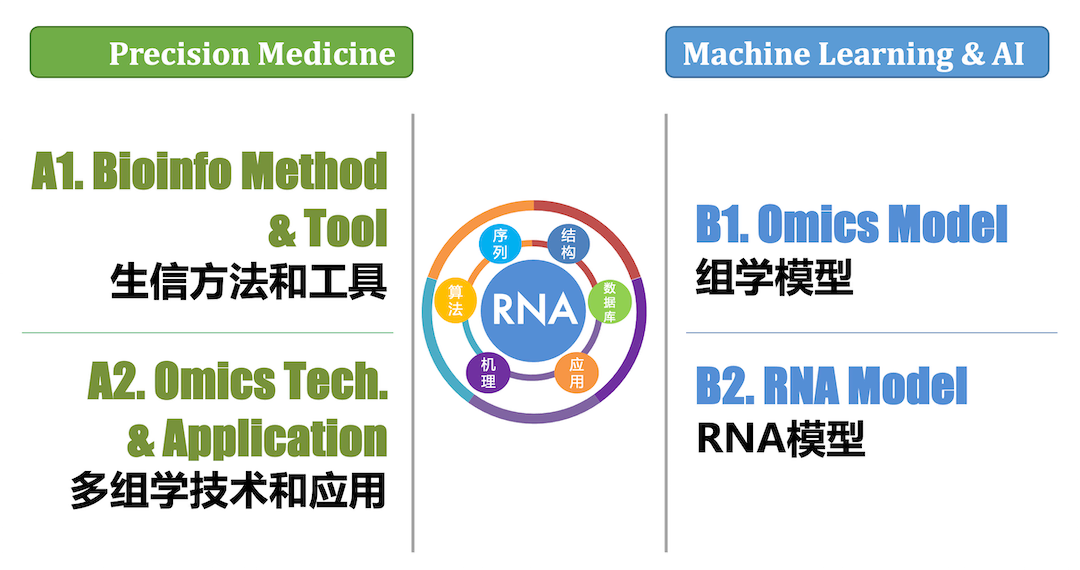 Precision Medicine
A1. Bioinfo Method
& Tool
生信方法和工具
A2. Omics Tech.
& Application
多组学技术和应用
序
列
结
构
算
法
RNA
数
据
库
机
理
应
用
Machine Learning & AI
B1. Omics Model
组学模型
B2. RNA Model
RNA模型